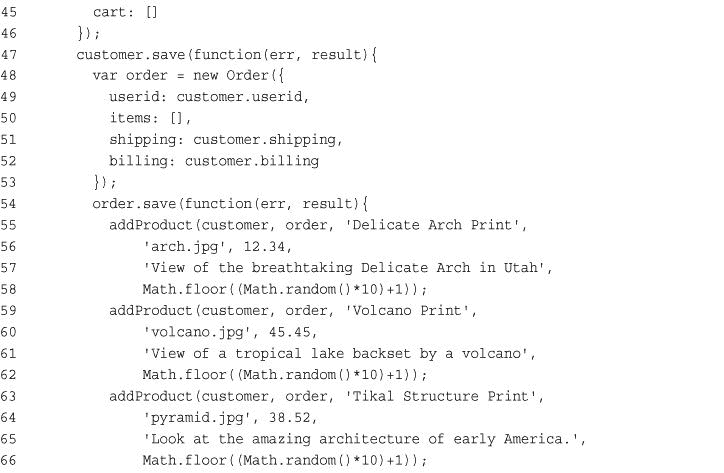 45         cart: []
46       });
47       customer.save(function(err, result){
48         var order = new Order({
49           userid: customer.userid,
50           items: [],
51           shipping: customer.shipping,
52           billing: customer.billing
53         });
54         order.save(function(err, result){
55           addProduct(customer, order, 'Delicate Arch Print',
56               'arch.jpg', 12.34,
57               'View of the breathtaking Delicate Arch in Utah',
58               Math.floor((Math.random()*10)+1));
59           addProduct(customer, order, 'Volcano Print',
60               'volcano.jpg', 45.45,
61               'View of a tropical lake backset by a volcano',
62               Math.floor((Math.random()*10)+1));
63           addProduct(customer, order, 'Tikal Structure Print',
64               'pyramid.jpg', 38.52,
65               'Look at the amazing architecture of early America.',
66               Math.floor((Math.random()*10)+1));